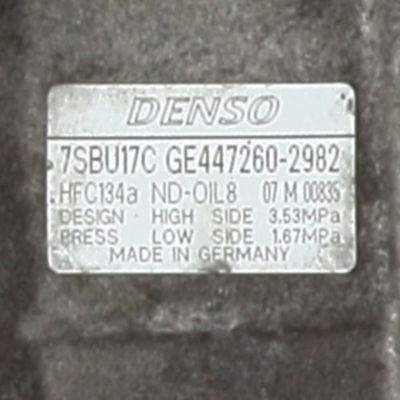 DENSO
7SBU17C GE447260-2982
HFC134a ND-OIL8 07 M 00835
DESIGN HIGH SIDE 3.53MPa
PRESS LOW SIDE 1.67MPa
MADE IN GERMANY